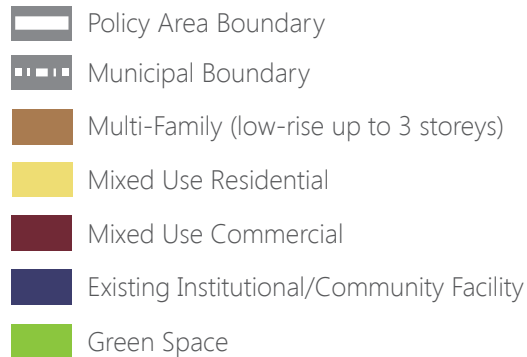 Policy Area Boundary
Municipal Boundary
Multi-Family (low-rise up to 3 storeys)
Mixed Use Residential
Mixed Use Commercial
Existing Institutional/Community Facility
Green Space